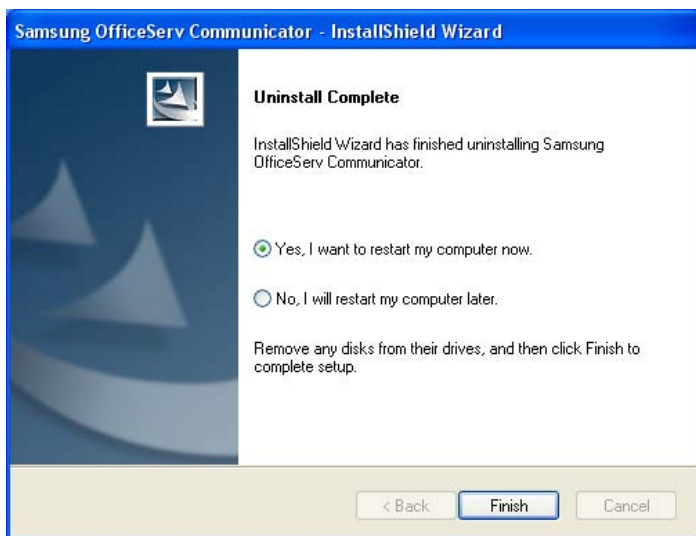 Samsung OfficeServ Communicator - InstallShield Wizard
Uninstall Complete
InstallShield Wizard has finished uninstalling Samsung
OfficeServ Communicator.
Yes, I want to restart my computer now.
No, I will restart my computer later.
Remove any disks from their drives, and then click Finish to
complete setup.
< Back Finish Cancel